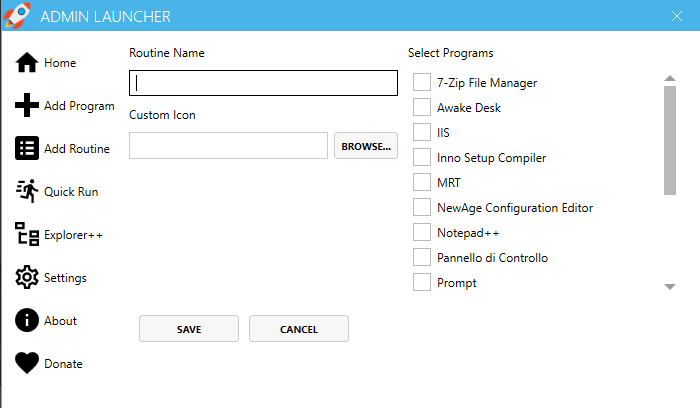 ADMIN LAUNCHER
Home
Add Program
Add Routine
Quick Run
Explorer++
Settings
About
Donate
Routine Name
Custom Icon
BROWSE...
SAVE
CANCEL
Select Programs
7-Zip File Manager
Awake Desk
IIS
Inno Setup Compiler
MRT
NewAge Configuration Editor
Notepad++
Pannello di Controllo
Prompt